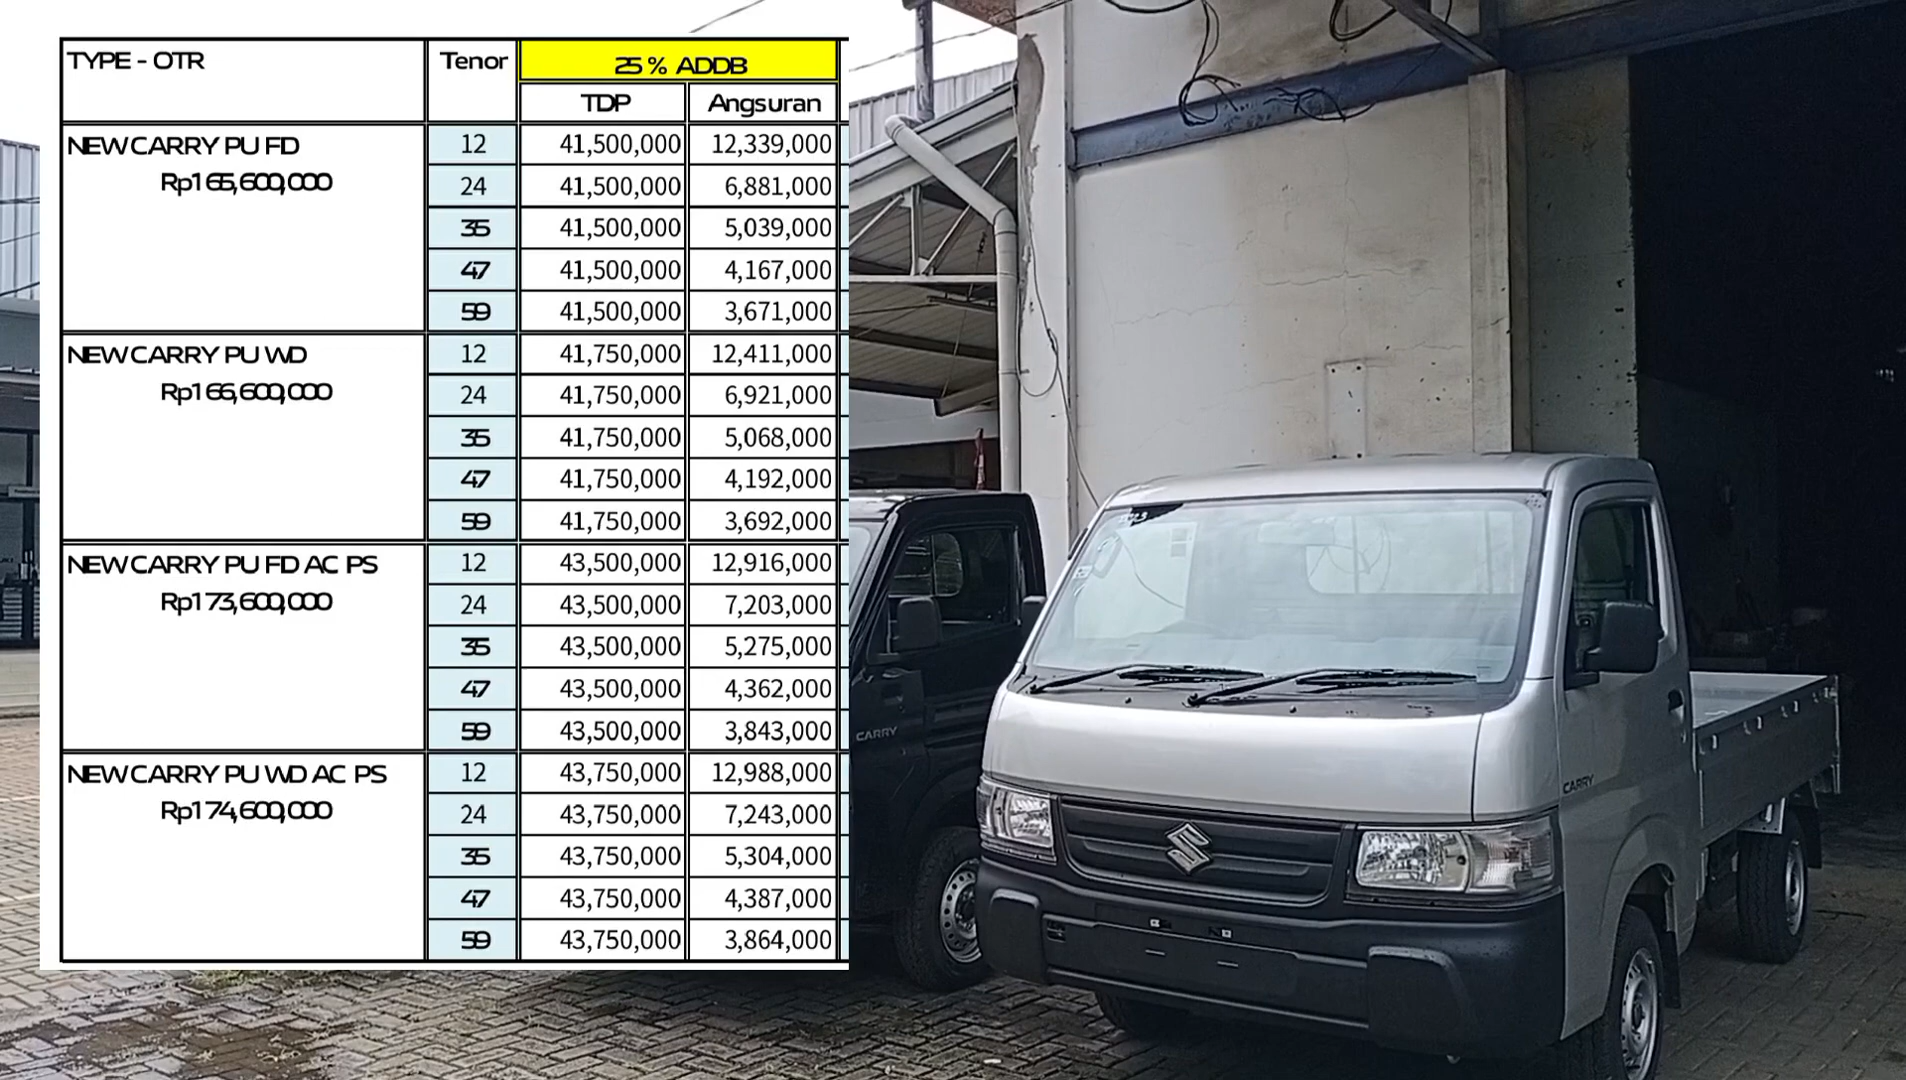 TYPE - OTR Tenor 25 % ADDB
TDP Angsuran
NEW CARRY PU FD 12 41,500,000 12,339,000
Rp165,600,000 24 41,500,000 6,881,000
35 41,500,000 5,039,000
47 41,500,000 4,167,000
59 41,500,000 3,671,000
NEW CARRY PU WD 12 41,750,000 12,411,000
Rp166,600,000 24 41,750,000 6,921,000
35 41,750,000 5,068,000
47 41,750,000 4,192,000
59 41,750,000 3,692,000
NEW CARRY PU FD AC PS 12 43,500,000 12,916,000
Rp173,600,000 24 43,500,000 7,203,000
35 43,500,000 5,275,000
47 43,500,000 4,362,000
59 43,500,000 3,843,000
NEW CARRY PU WD AC PS 12 43,750,000 12,988,000
Rp174,600,000 24 43,750,000 7,243,000
35 43,750,000 5,304,000
47 43,750,000 4,387,000
59 43,750,000 3,864,000
CARRY
CARRY